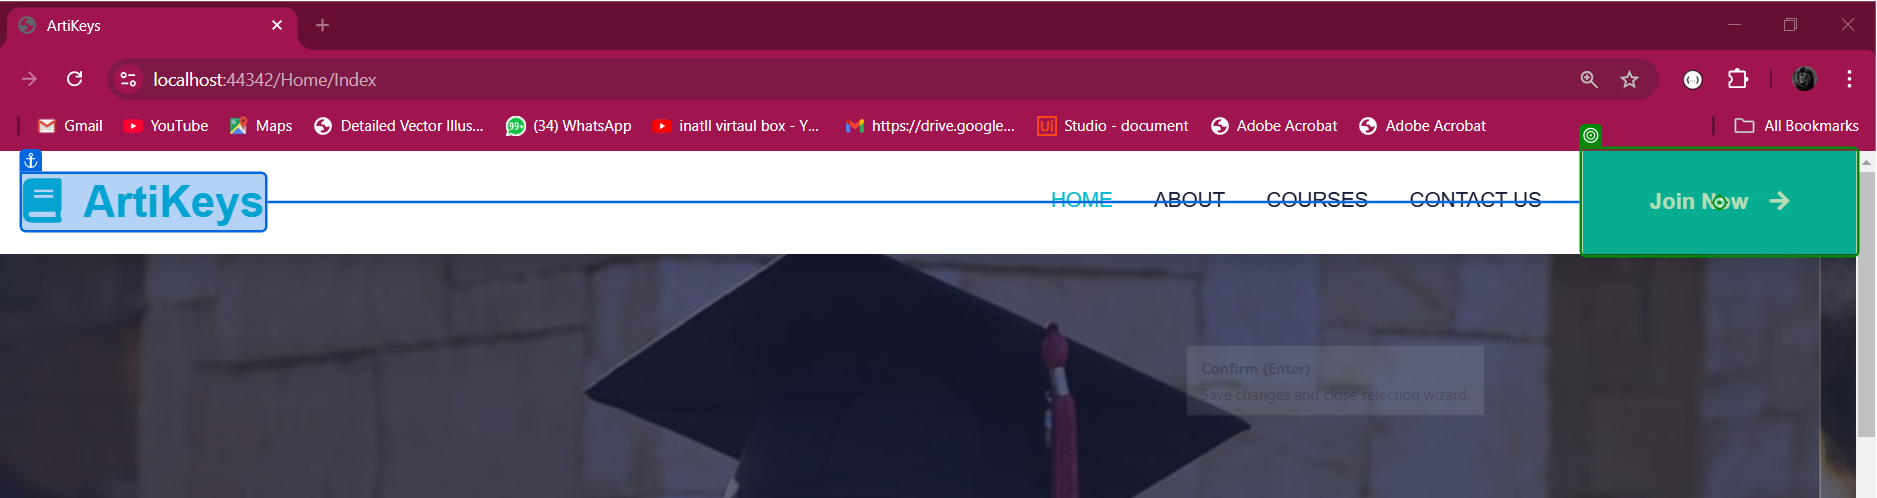 ArtiKeys
localhost:44342/Home/Index
Gmail YouTube Maps Detailed Vector Illus... (34) WhatsApp inatll virtaul box - Y... https://drive.google... Studio - document Adobe Acrobat Adobe Acrobat All Bookmarks
99+
Ui
ArtiKeys HOME ABOUT COURSES CONTACT US Join Now
Confirm (Enter)
Save changes and close selection wizard.